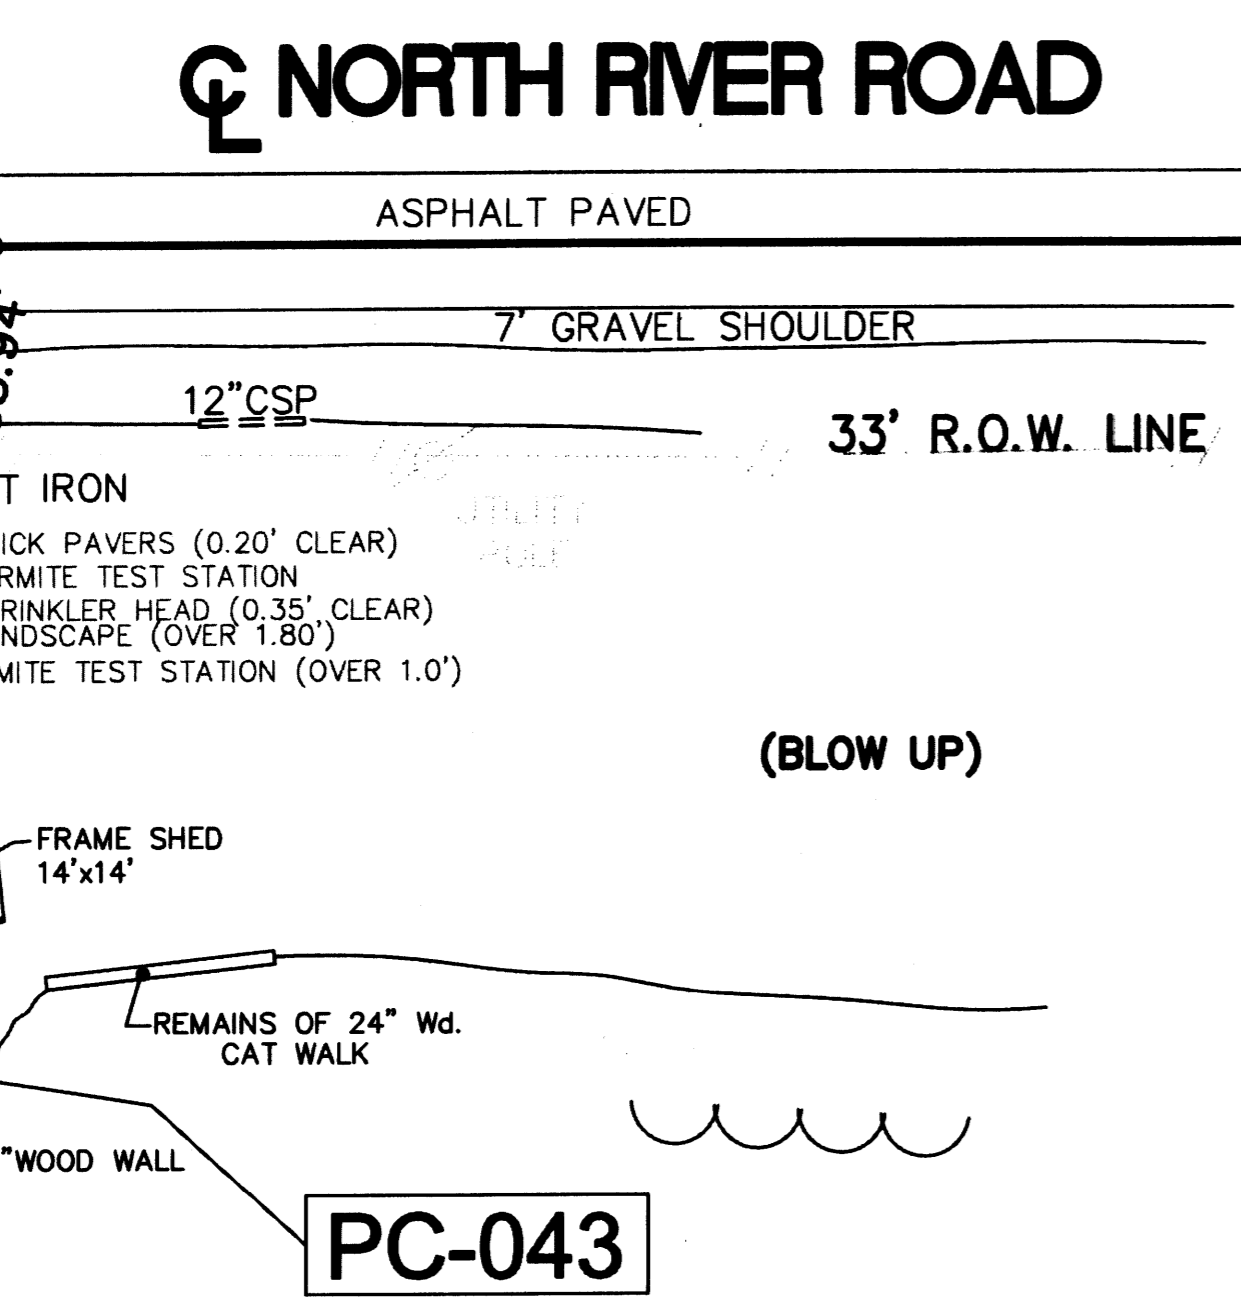 ℄ NORTH RIVER ROAD
ASPHALT PAVED
7' GRAVEL SHOULDER
12"CSP
33' R.O.W. LINE
T IRON
UTILITY
POLE
ICK PAVERS (0.20' CLEAR)
RMITE TEST STATION
RINKLER HEAD (0.35' CLEAR)
NDSCAPE (OVER 1.80')
MITE TEST STATION (OVER 1.0')
(BLOW UP)
FRAME SHED
14'x14'
REMAINS OF 24" Wd.
CAT WALK
"WOOD WALL
PC-043